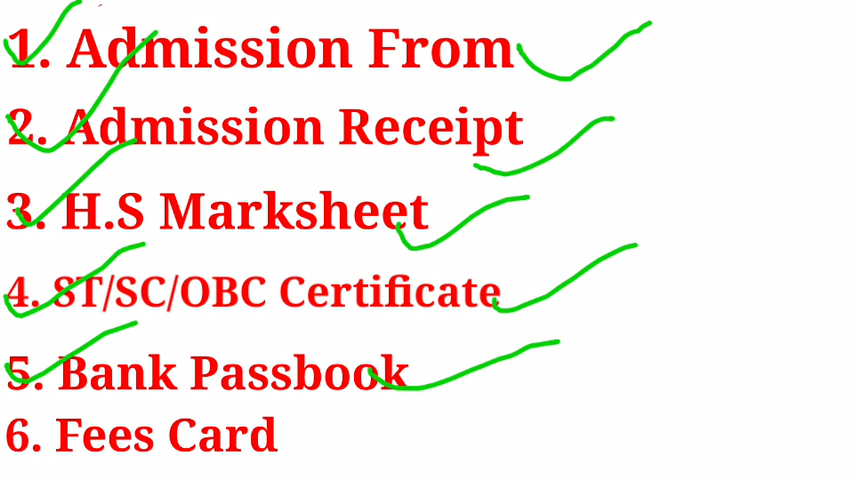 1. Admission From
2. Admission Receipt
3. H.S Marksheet
4. ST/SC/OBC Certificate
5. Bank Passbook
6. Fees Card